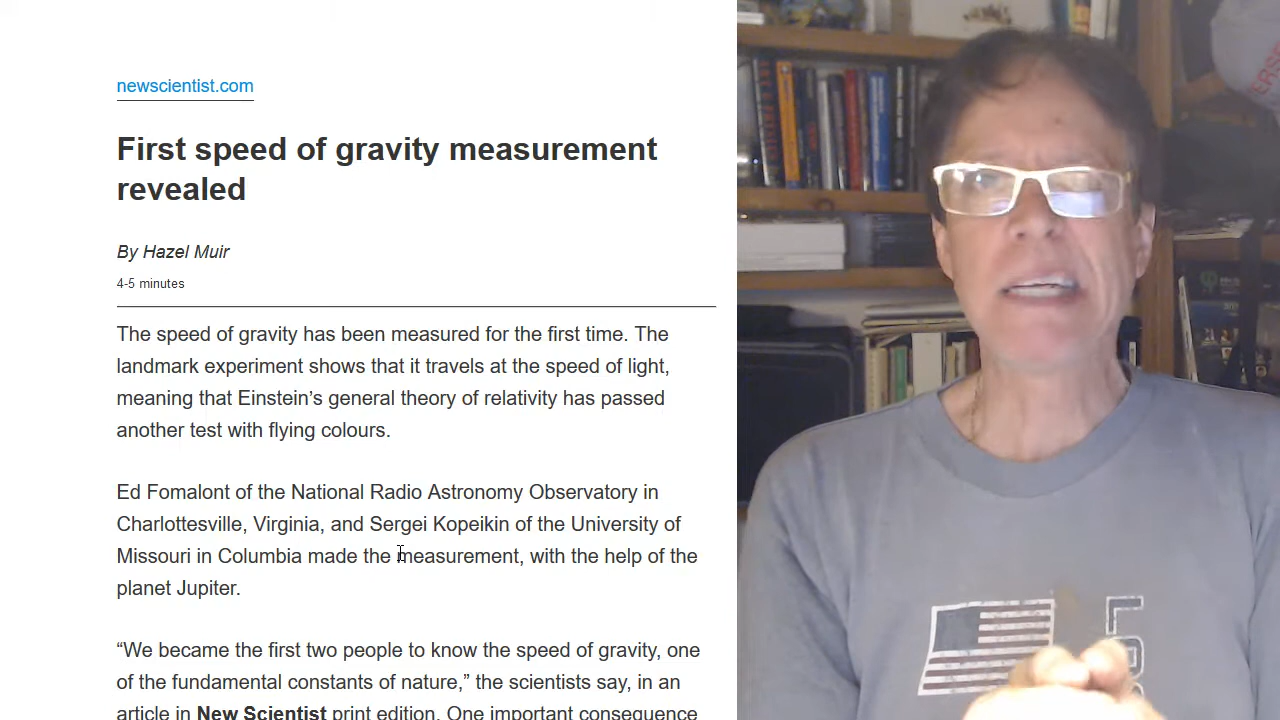 newscientist.com
First speed of gravity measurement
revealed
By Hazel Muir
4-5 minutes
The speed of gravity has been measured for the first time. The
landmark experiment shows that it travels at the speed of light,
meaning that Einstein’s general theory of relativity has passed
another test with flying colours.
Ed Fomalont of the National Radio Astronomy Observatory in
Charlottesville, Virginia, and Sergei Kopeikin of the University of
Missouri in Columbia made the measurement, with the help of the
planet Jupiter.
“We became the first two people to know the speed of gravity, one
of the fundamental constants of nature,” the scientists say, in an
article in New Scientist print edition. One important consequence